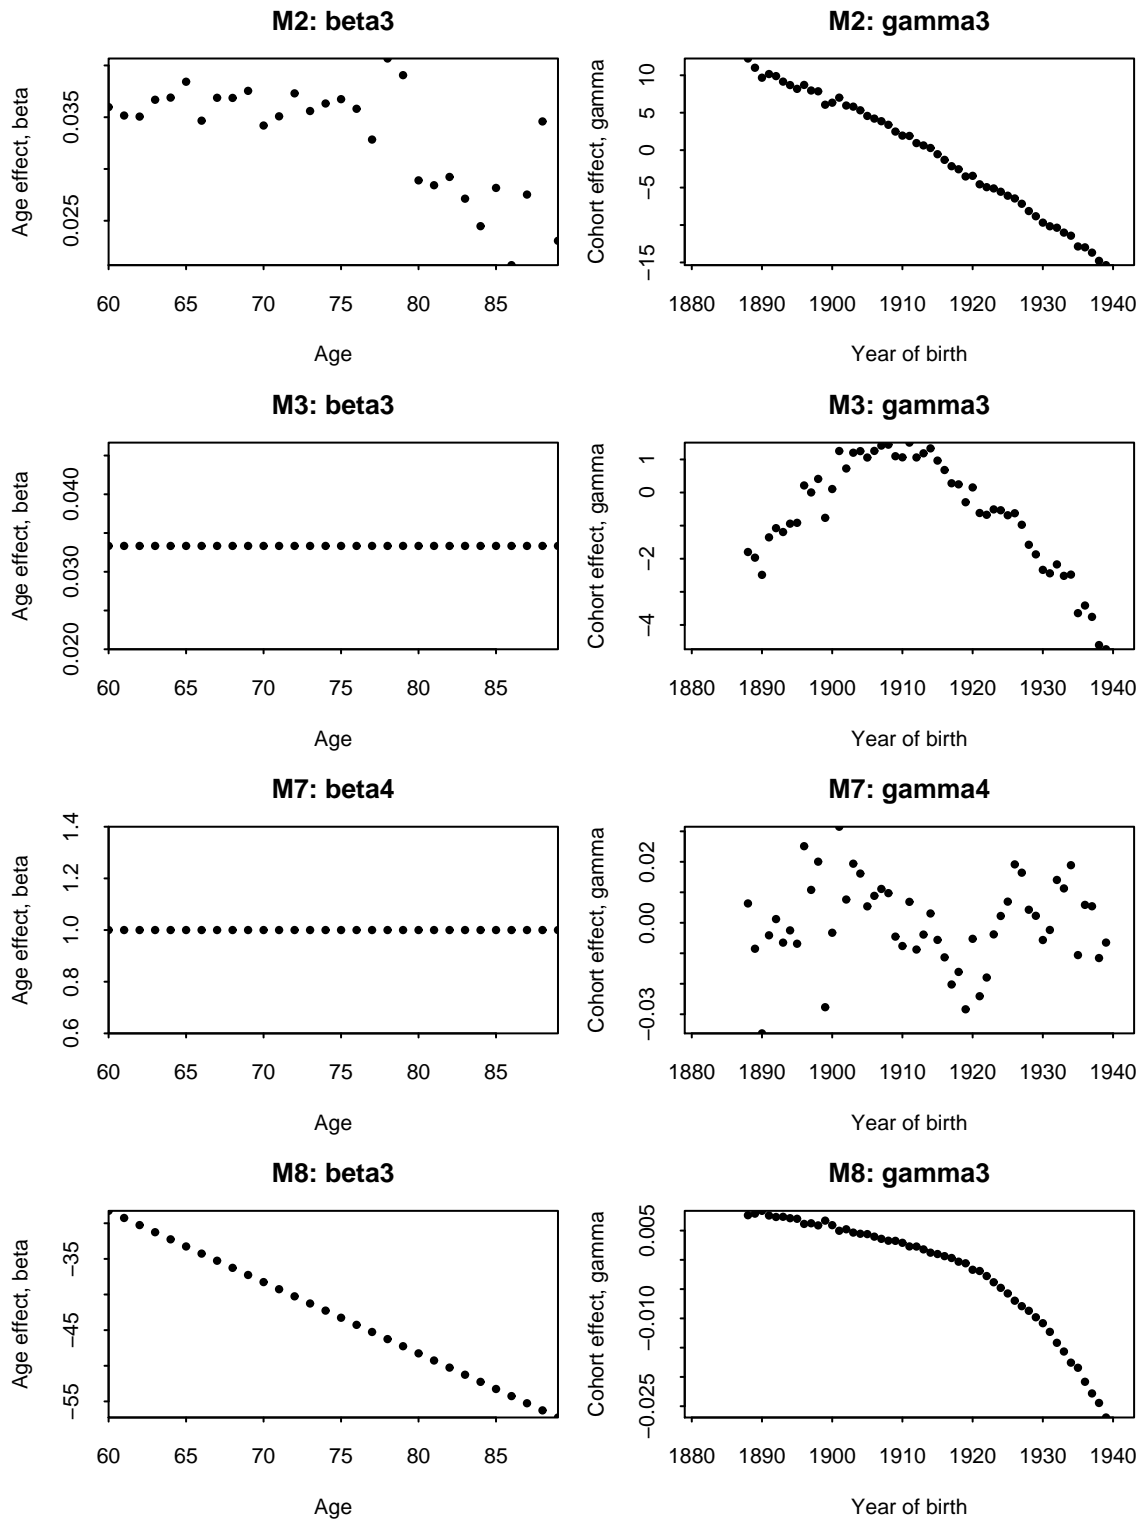 M2: beta3
Age effect, beta
0.025 0.035
60 65 70 75 80 85
Age
M2: gamma3
Cohort effect, gamma
−15 −5 0 5 10
1880 1890 1900 1910 1920 1930 1940
Year of birth
M3: beta3
Age effect, beta
0.020 0.030 0.040
60 65 70 75 80 85
Age
M3: gamma3
Cohort effect, gamma
−4 −2 0 1
1880 1890 1900 1910 1920 1930 1940
Year of birth
M7: beta4
Age effect, beta
0.6 0.8 1.0 1.2 1.4
60 65 70 75 80 85
Age
M7: gamma4
Cohort effect, gamma
−0.03 0.00 0.02
1880 1890 1900 1910 1920 1930 1940
Year of birth
M8: beta3
Age effect, beta
−55 −45 −35
60 65 70 75 80 85
Age
M8: gamma3
Cohort effect, gamma
−0.025 −0.010 0.005
1880 1890 1900 1910 1920 1930 1940
Year of birth